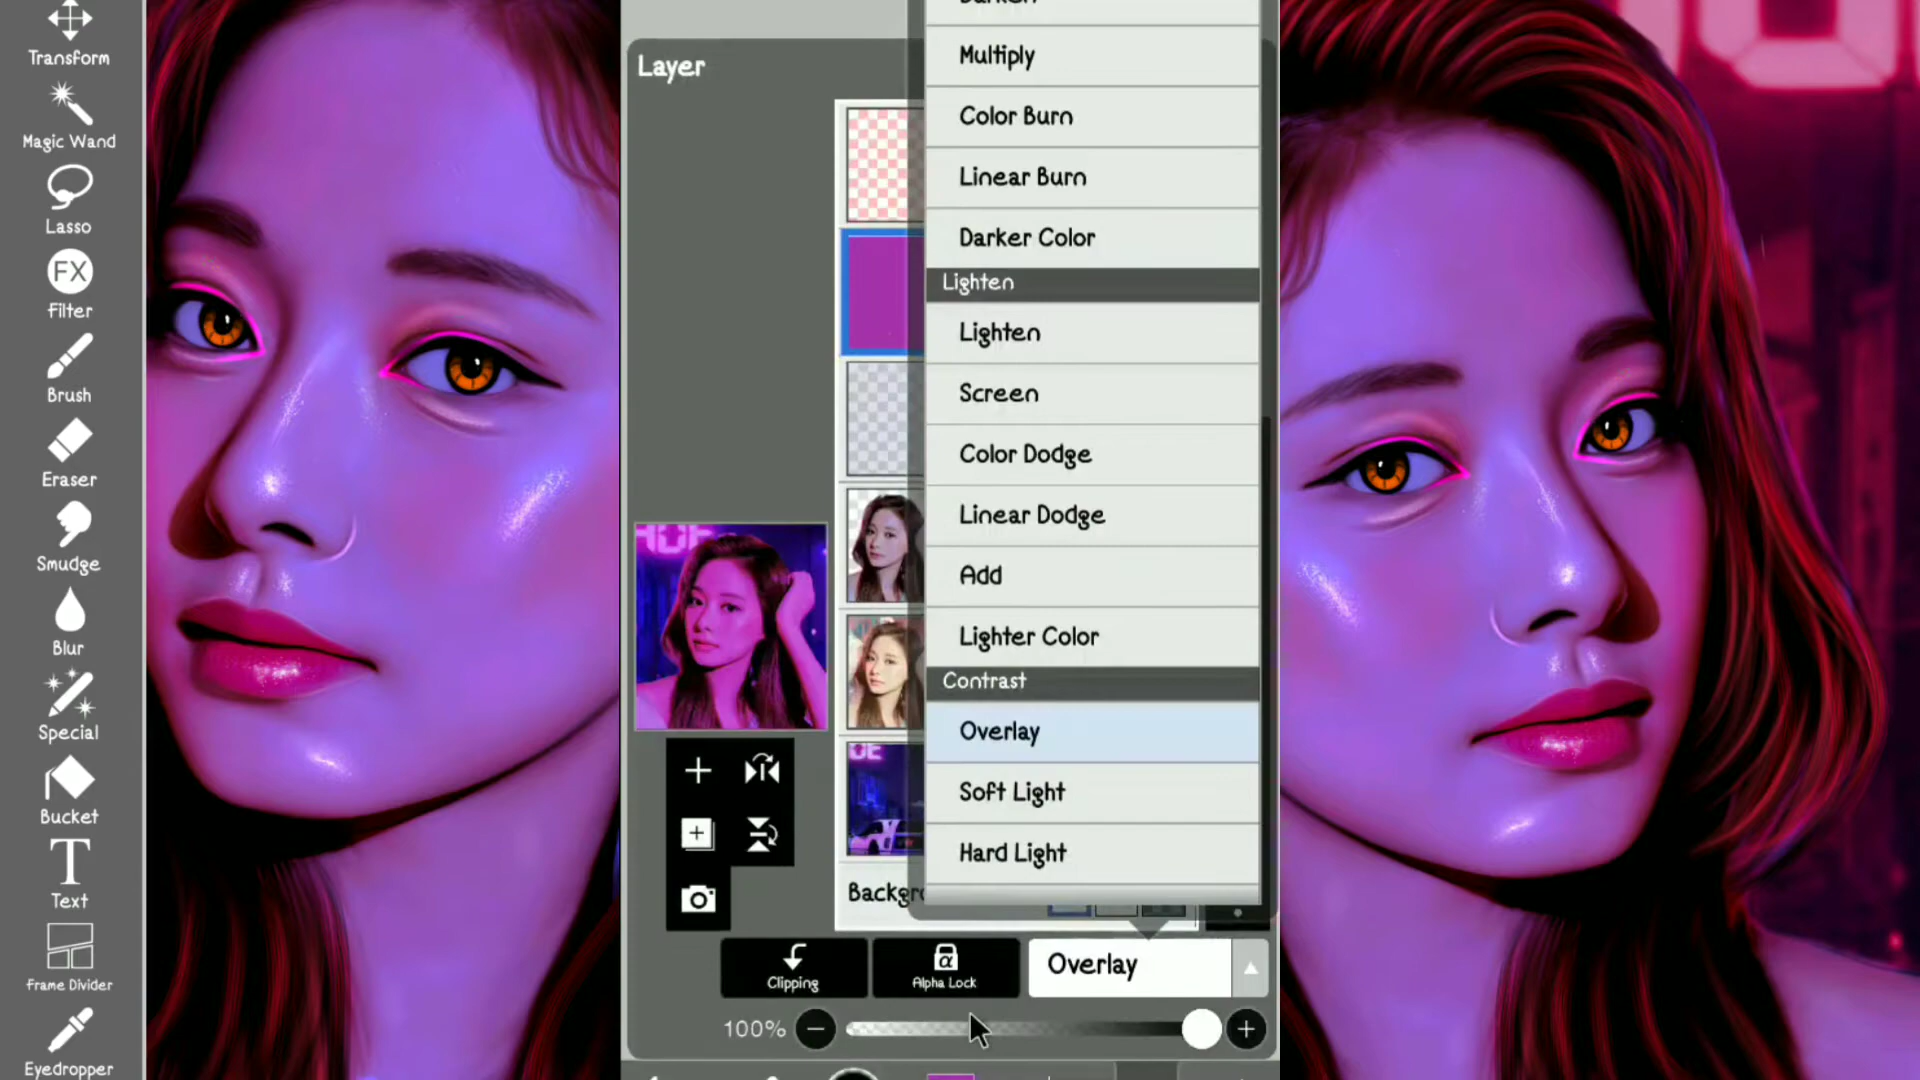 Transform
Magic Wand
Lasso
FX
Filter
Brush
Eraser
Smudge
Blur
Special
Bucket
T
Text
Frame Divider
Eyedropper
Layer
Darken
Multiply
Color Burn
Linear Burn
Darker Color
Lighten
Lighten
Screen
Color Dodge
Linear Dodge
Add
Lighter Color
Contrast
Overlay
Soft Light
Hard Light
Clipping
α
Alpha Lock
Overlay
100%